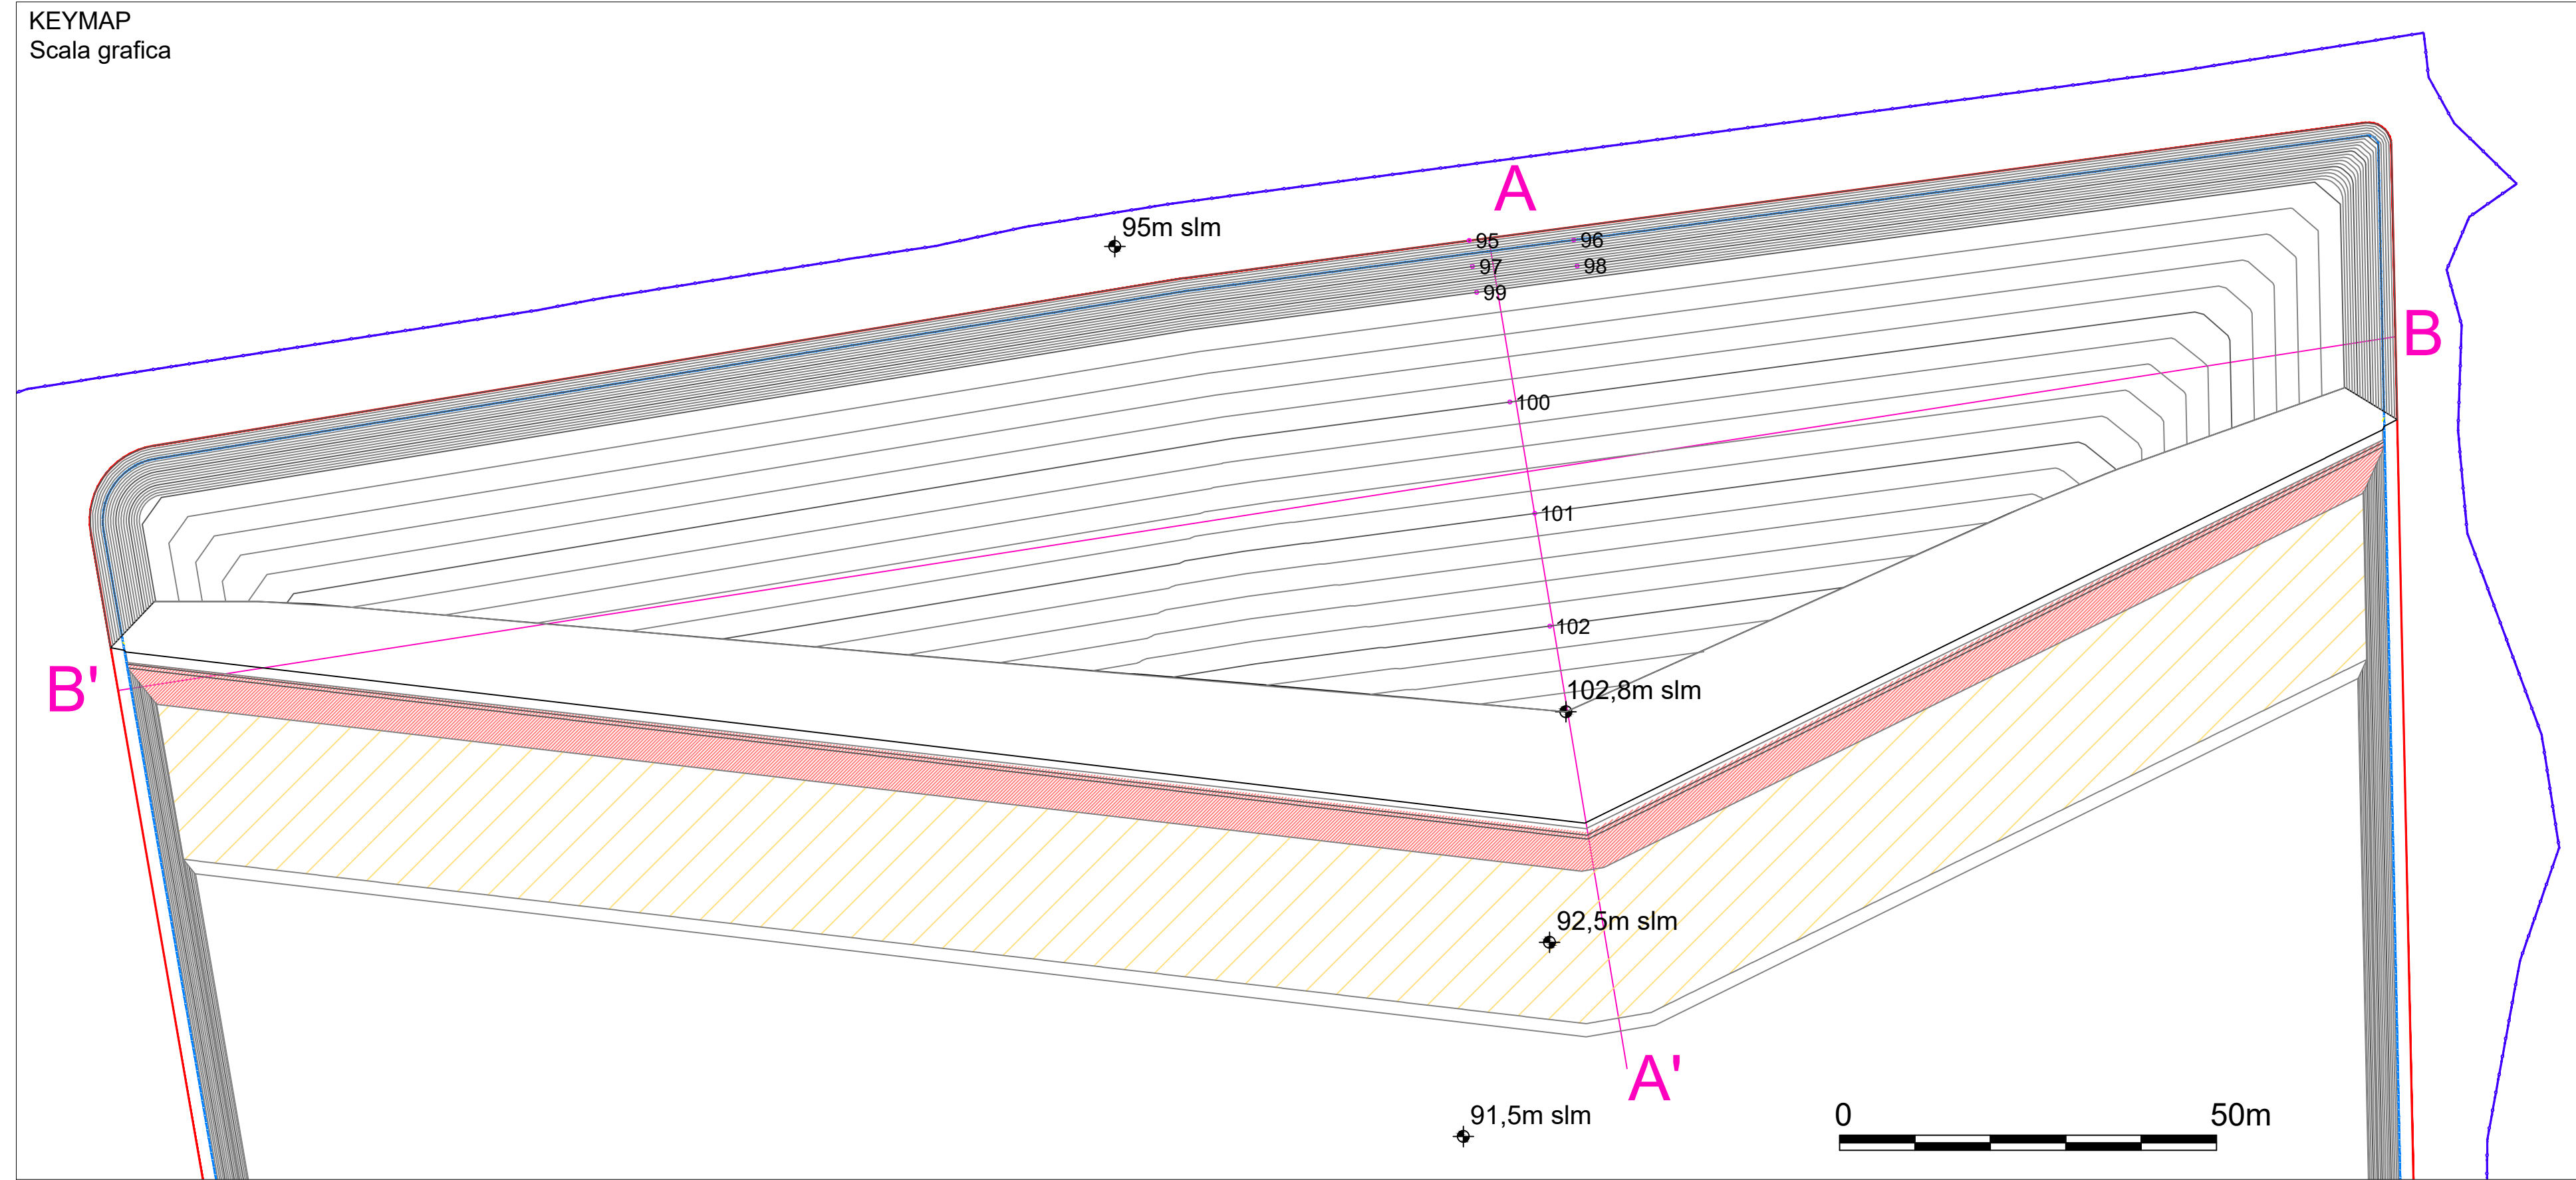 KEYMAP
Scala grafica
A
95m slm
95
96
97
98
99
B
100
101
102
B'
102,8m slm
92,5m slm
A'
91,5m slm
0
50m